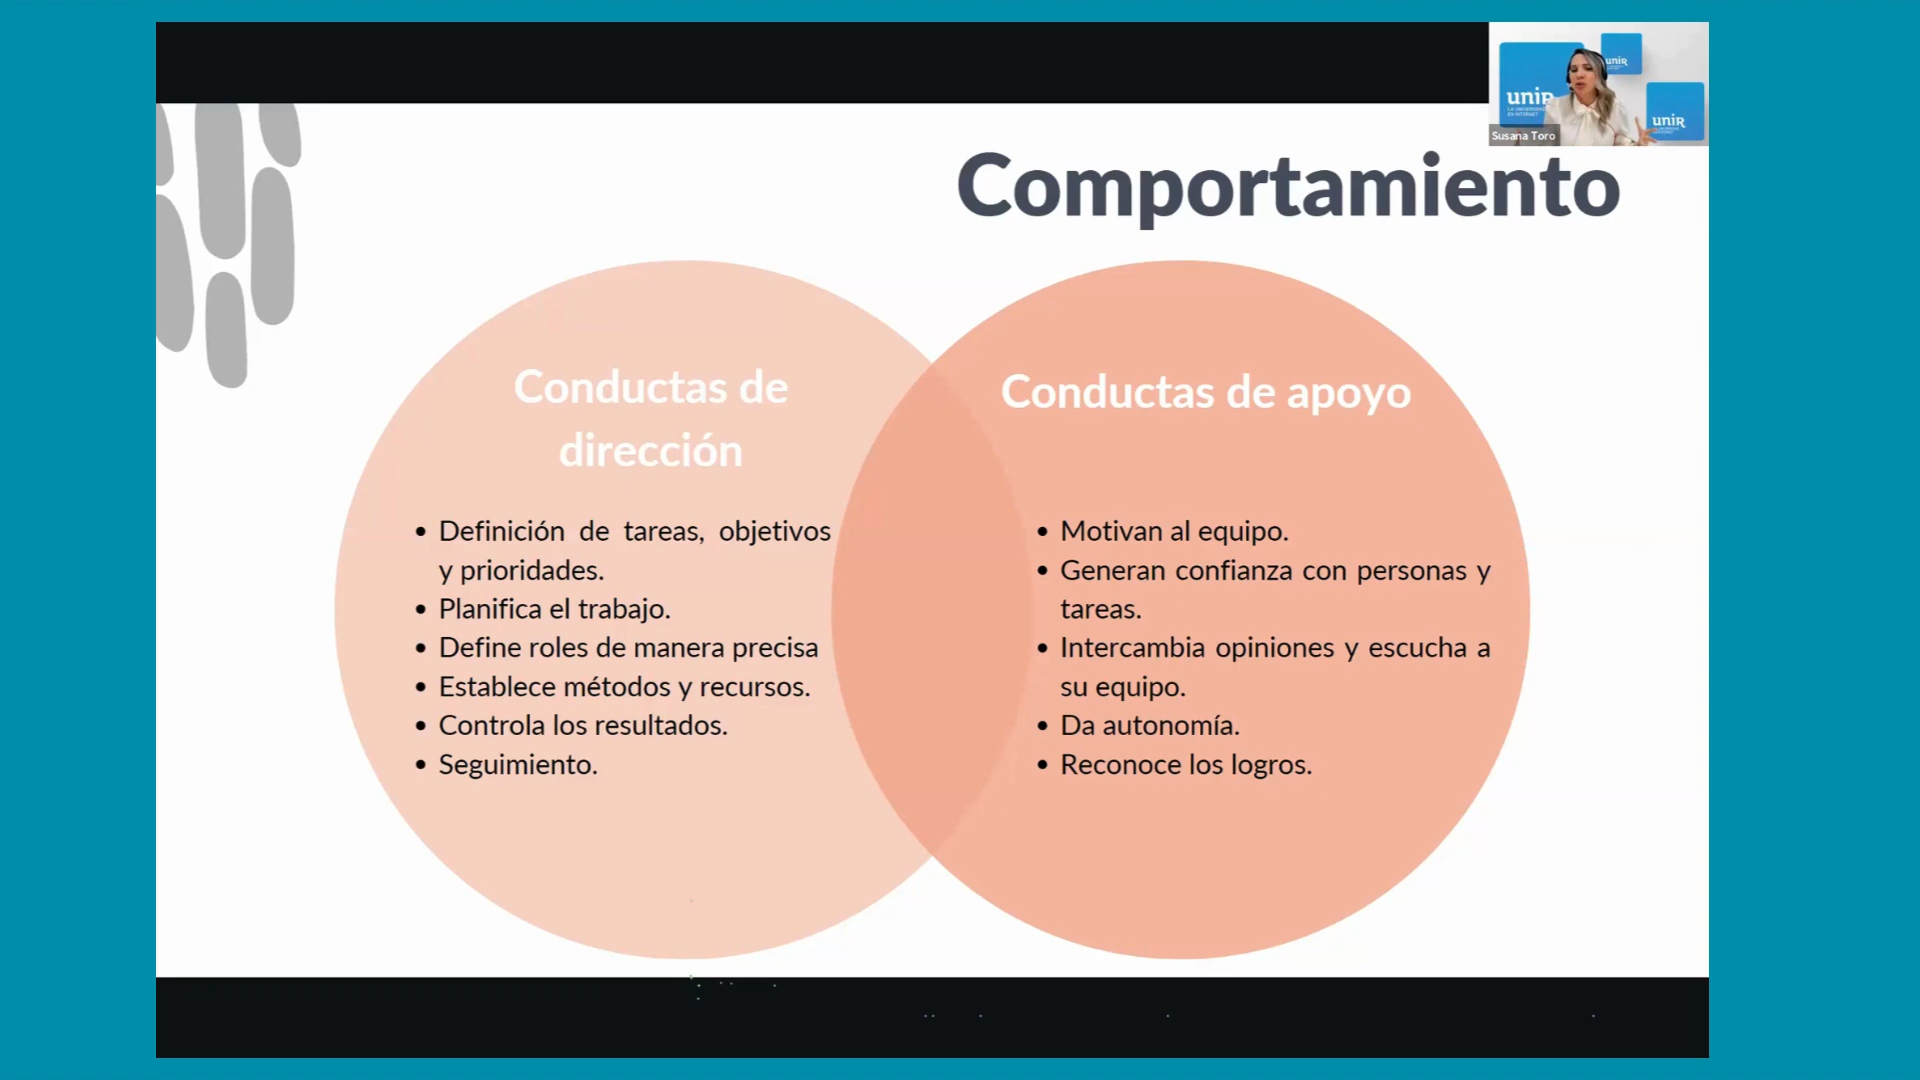 unir
unir
LA UNIVERSIDAD
EN INTERNET
unir
Susana Toro
Comportamiento
Conductas de
dirección
• Definición de tareas, objetivos
y prioridades.
• Planifica el trabajo.
• Define roles de manera precisa
• Establece métodos y recursos.
• Controla los resultados.
• Seguimiento.
Conductas de apoyo
• Motivan al equipo.
• Generan confianza con personas y
tareas.
• Intercambia opiniones y escucha a
su equipo.
• Da autonomía.
• Reconoce los logros.